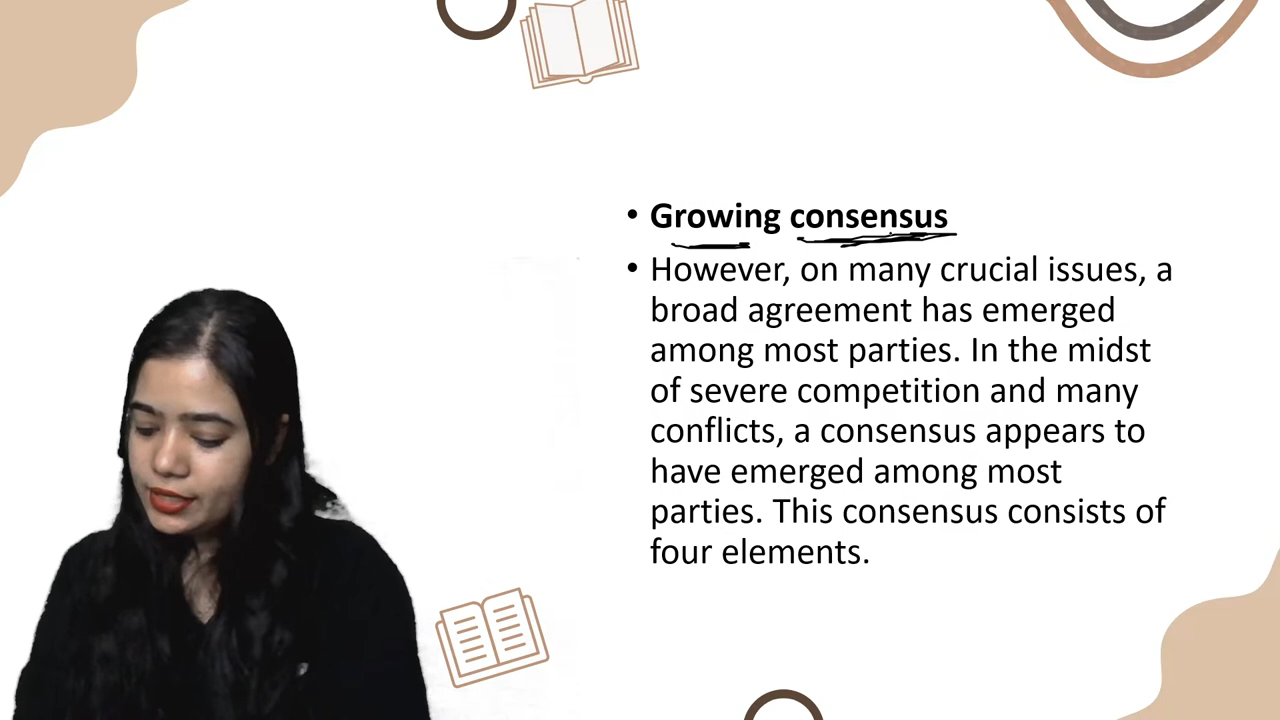 • Growing consensus
• However, on many crucial issues, a
broad agreement has emerged
among most parties. In the midst
of severe competition and many
conflicts, a consensus appears to
have emerged among most
parties. This consensus consists of
four elements.